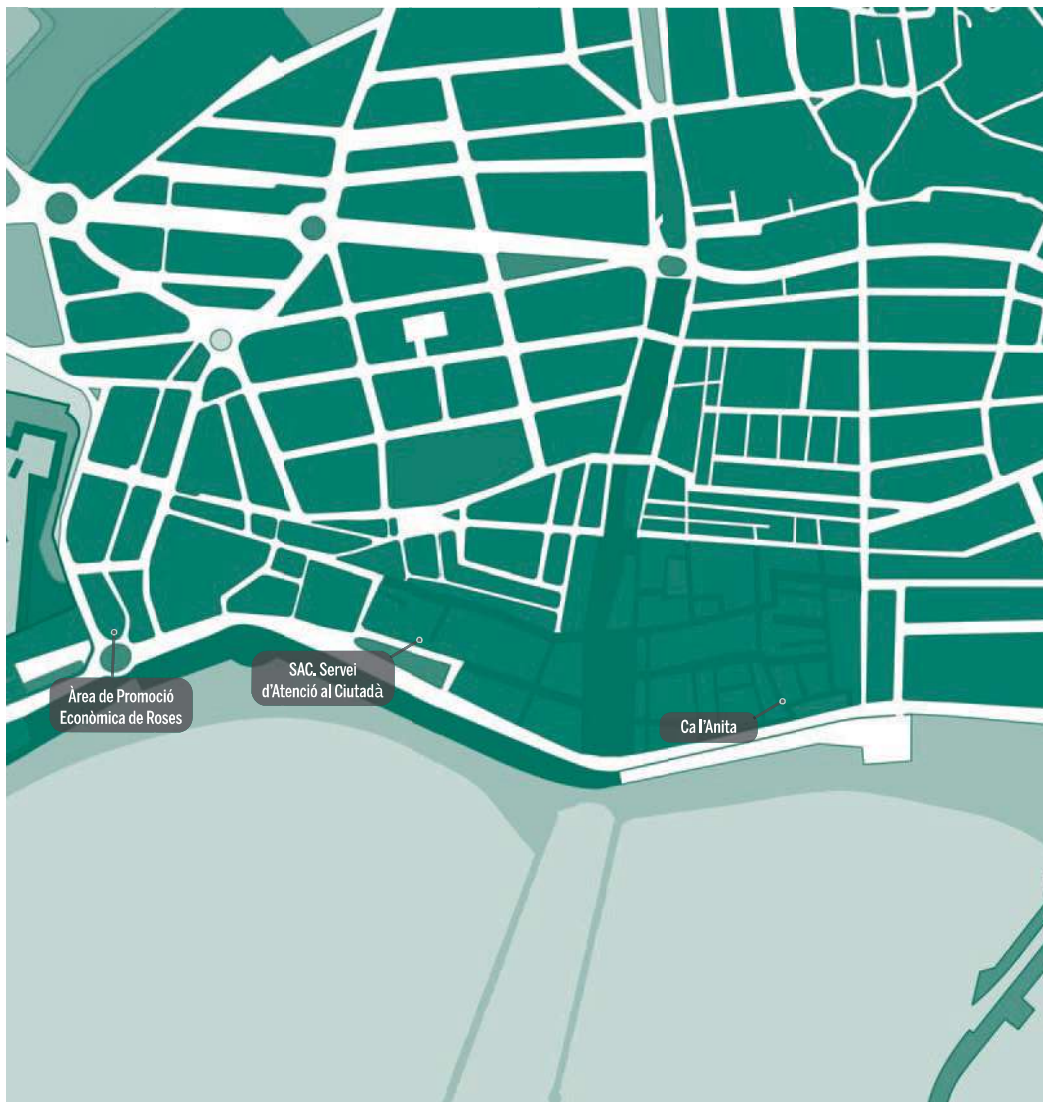 Àrea de Promoció
Econòmica de Roses
SAC. Servei
d'Atenció al Ciutadà
Ca l'Anita